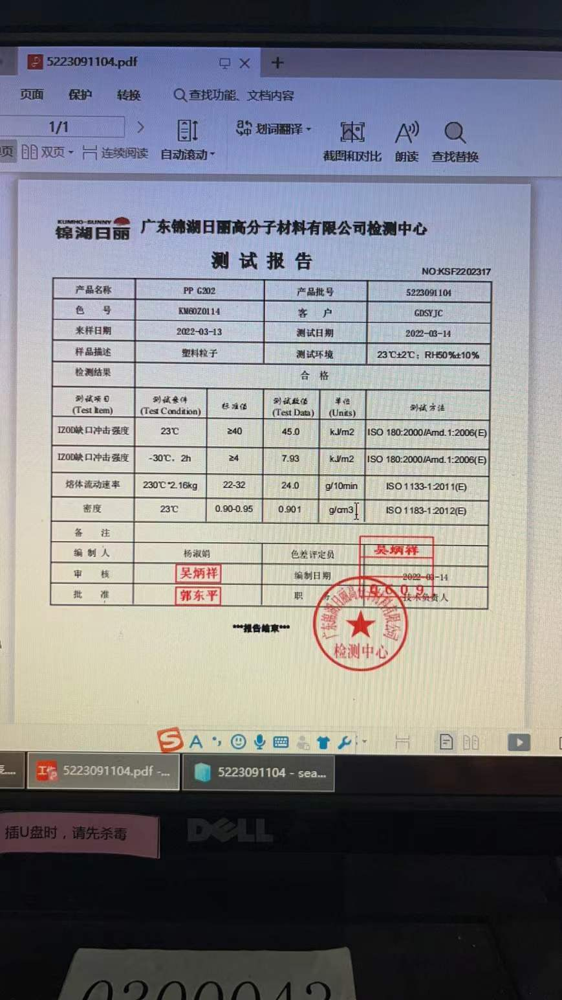 5223091104.pdf
页面 保护 转换 查找功能、文档内容
1/1 划词翻译
双页 连续阅读 自动滚动 截图和对比 朗读 查找替换
KUMHO-SUNNY
锦湖日丽 广东锦湖日丽高分子材料有限公司检测中心
测试报告
NO:KSF2202317
产品名称 PP G202 产品批号 5223091104
色 号 KM60Z0114 客 户 GDSYJC
来样日期 2022-03-13 测试日期 2022-03-14
样品描述 塑料粒子 测试环境 23℃±2℃；RH50%±10%
检测结果 合 格
测试项目 测试条件 标准值 测试数值 单位 测试方法
(Test Item) (Test Condition) (Test Data) (Units)
IZOD缺口冲击强度 23℃ ≥40 45.0 kJ/m2 ISO 180:2000/Amd.1:2006(E)
IZOD缺口冲击强度 -30℃，2h ≥4 7.93 kJ/m2 ISO 180:2000/Amd.1:2006(E)
熔体流动速率 230℃*2.16kg 22-32 24.0 g/10min ISO 1133-1:2011(E)
密度 23℃ 0.90-0.95 0.901 g/cm3 ISO 1183-1:2012(E)
备 注
编 制 人 杨淑娟 色差评定员 吴炳祥
审 核 吴炳祥 编制日期 2022-03-14
0609
批 准 郭东平 职 务 技术负责人
***报告结束***
广东锦湖日丽高分子材料有限公司
检测中心
5223091104.pdf -... 5223091104 - sea...
插U盘时，请先杀毒
DELL